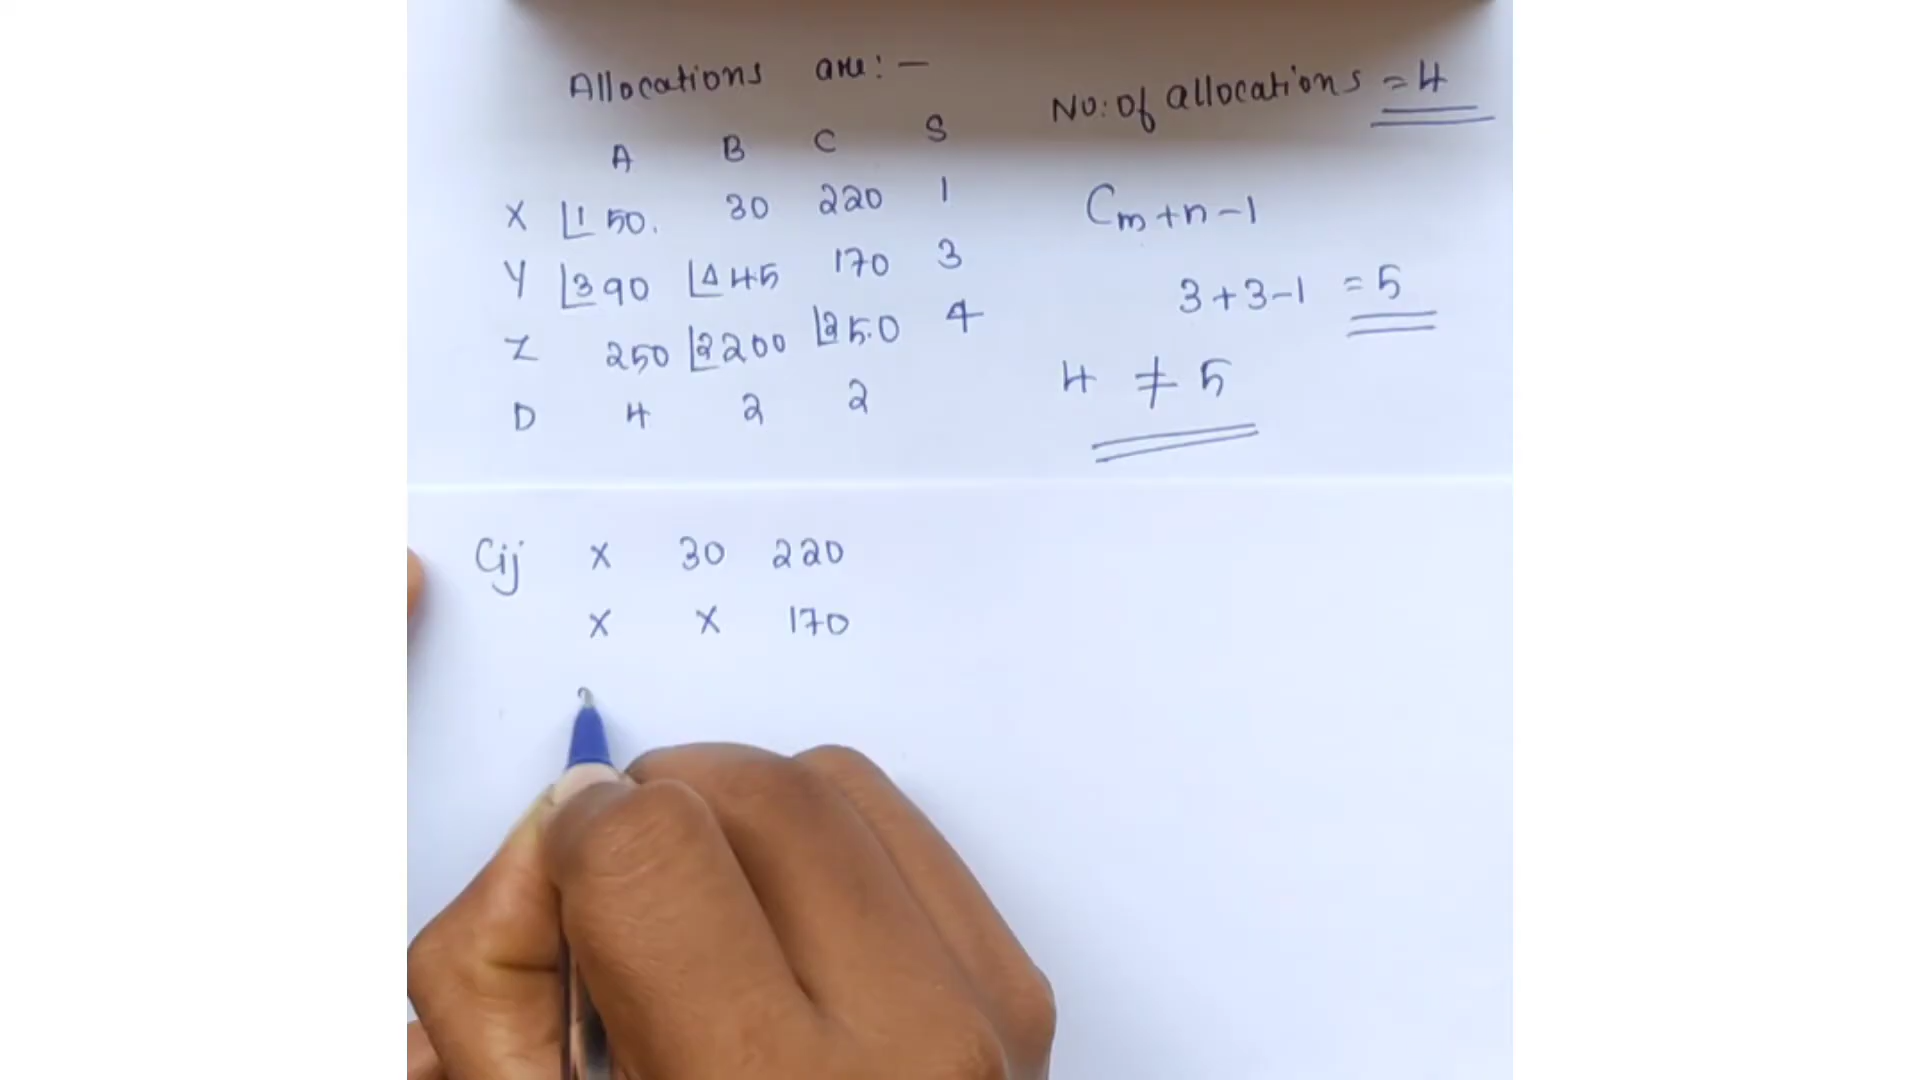 Allocations are:-
No: of allocations = 4
A B C S
X 1 50. 30 220 1
Y 3 90 Δ 45 170 3
Z 250 2 200 2 50 4
D 4 2 2
Cm+n-1
3+3-1 = 5
4 ≠ 5
Cij X 30 220
X X 170